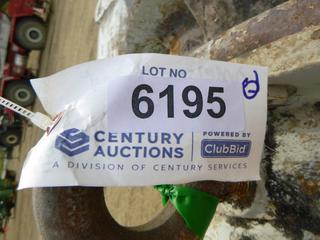 LOT NO
6195
CENTURY AUCTIONS
POWERED BY
ClubBid
A DIVISION OF CENTURY SERVICES